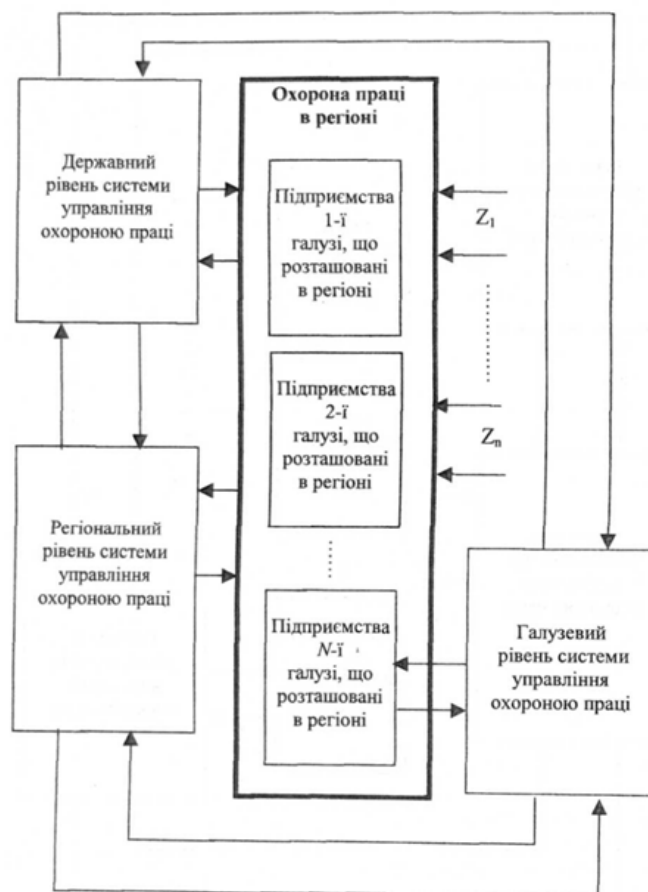 Охорона праці
в регіоні
Державний
рівень системи
управління
охороною праці
Підприємства
1-ї
галузі, що
розташовані
в регіоні
Z₁
Підприємства
2-ї
галузі, що
розташовані
в регіоні
Zₙ
Регіональний
рівень системи
управління
охороною праці
Підприємства
N-ї
галузі, що
розташовані
в регіоні
Галузевий
рівень системи
управління
охороною праці